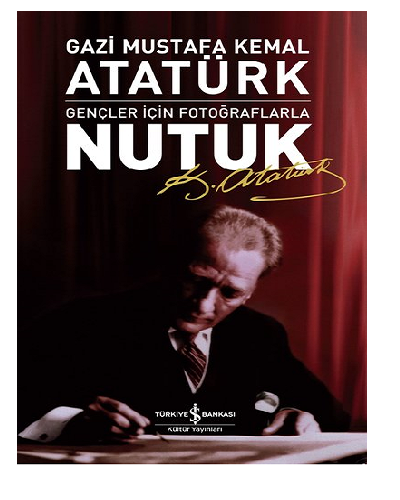 GAZİ MUSTAFA KEMAL
ATATÜRK
GENÇLER İÇİN FOTOĞRAFLARLA
NUTUK
K. Atatürk
TÜRKİYE İŞ BANKASI
Kültür Yayınları